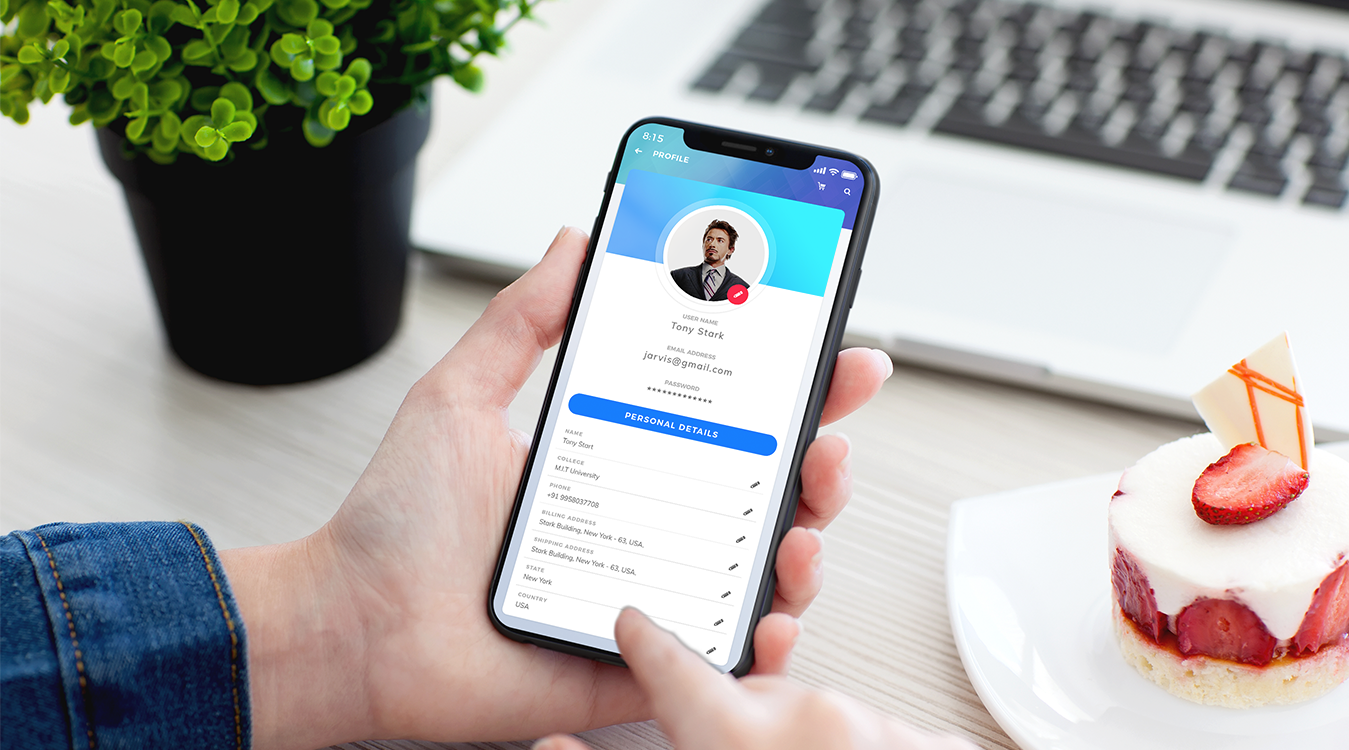 8:15
PROFILE
USER NAME
Tony Stark
EMAIL ADDRESS
jarvis@gmail.com
PASSWORD
*************
PERSONAL DETAILS
NAME
Tony Start
COLLEGE
M.I.T University
PHONE
+91 9958037708
BILLING ADDRESS
Stark Building, New York - 63, USA.
SHIPPING ADDRESS
Stark Building, New York - 63, USA.
STATE
New York
COUNTRY
USA